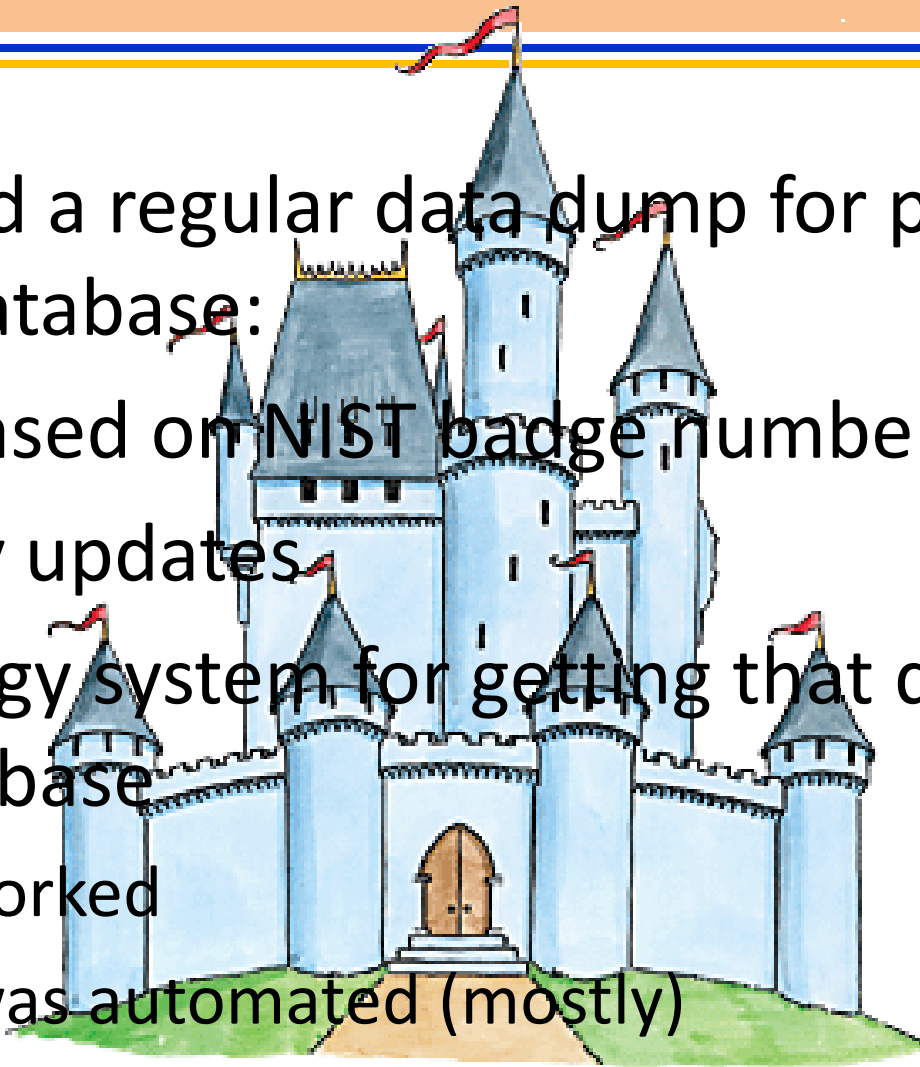 d a regular data dump for p
atabase:
ased on NIST badge numbe
y updates
gy system for getting that d
base
orked
was automated (mostly)